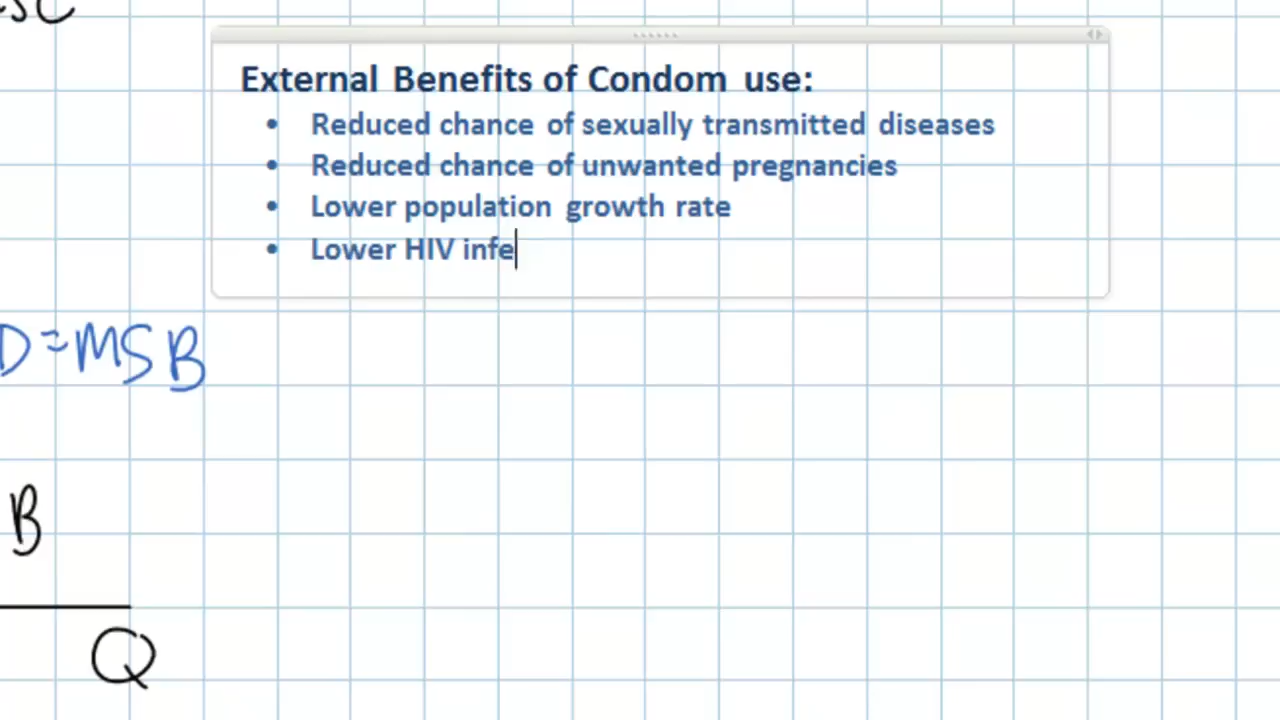 External Benefits of Condom use:
• Reduced chance of sexually transmitted diseases
• Reduced chance of unwanted pregnancies
• Lower population growth rate
• Lower HIV infe
D=MSB
B
Q